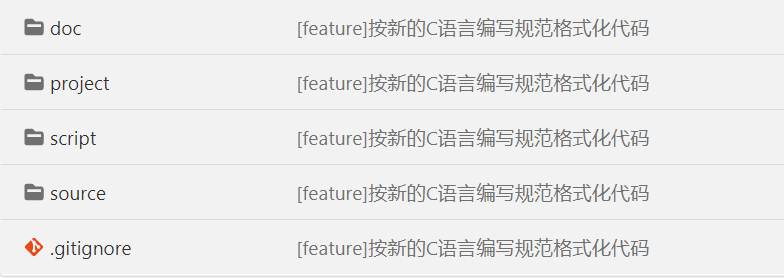 doc [feature]按新的C语言编写规范格式化代码
project [feature]按新的C语言编写规范格式化代码
script [feature]按新的C语言编写规范格式化代码
source [feature]按新的C语言编写规范格式化代码
.gitignore [feature]按新的C语言编写规范格式化代码